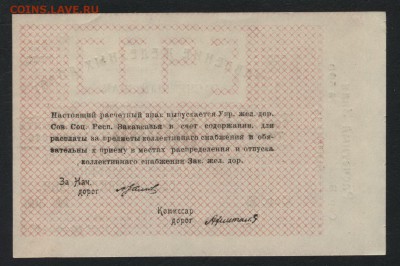 COINS.LAVE.RU
Настоящий расчетный знак выпускается Упр. жел. дор.
Сов. Соц. Респ. Закавказья в счет содержания, для
расплаты за предметы коллективного снабжения и обя-
зательны к приему в местах распределения и отпуска
коллективного снабжения Зак. жел. дор.
За Нач.
дорог
Комиссар
дорог